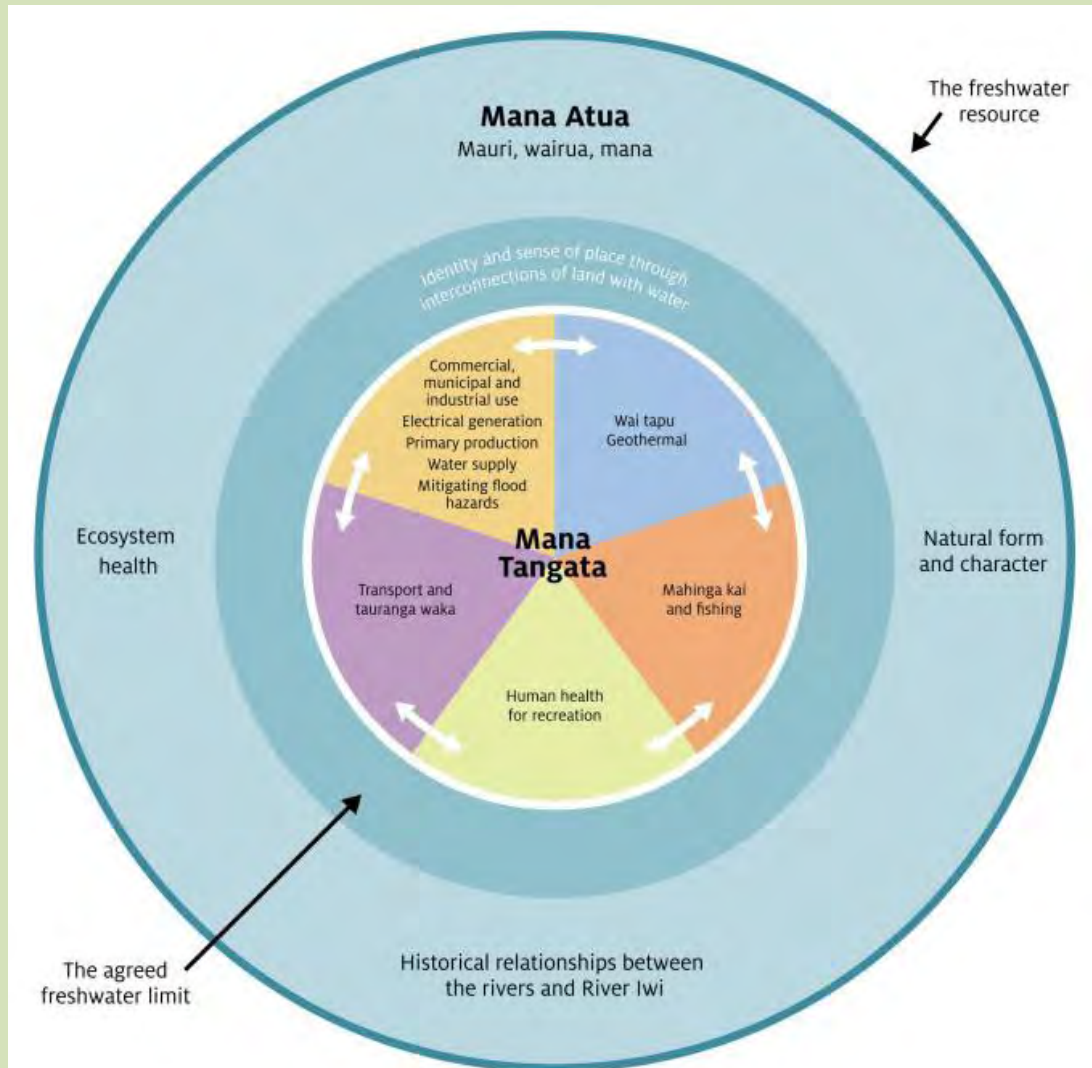 Mana Atua
Mauri, wairua, mana
The freshwater
resource
Identity and sense of place through
interconnections of land with water
Commercial,
municipal and
industrial use
Electrical generation
Primary production
Water supply
Mitigating flood
hazards
Wai tapu
Geothermal
Ecosystem
health
Mana
Tangata
Natural form
and character
Transport and
tauranga waka
Mahinga kai
and fishing
Human health
for recreation
The agreed
freshwater limit
Historical relationships between
the rivers and River Iwi